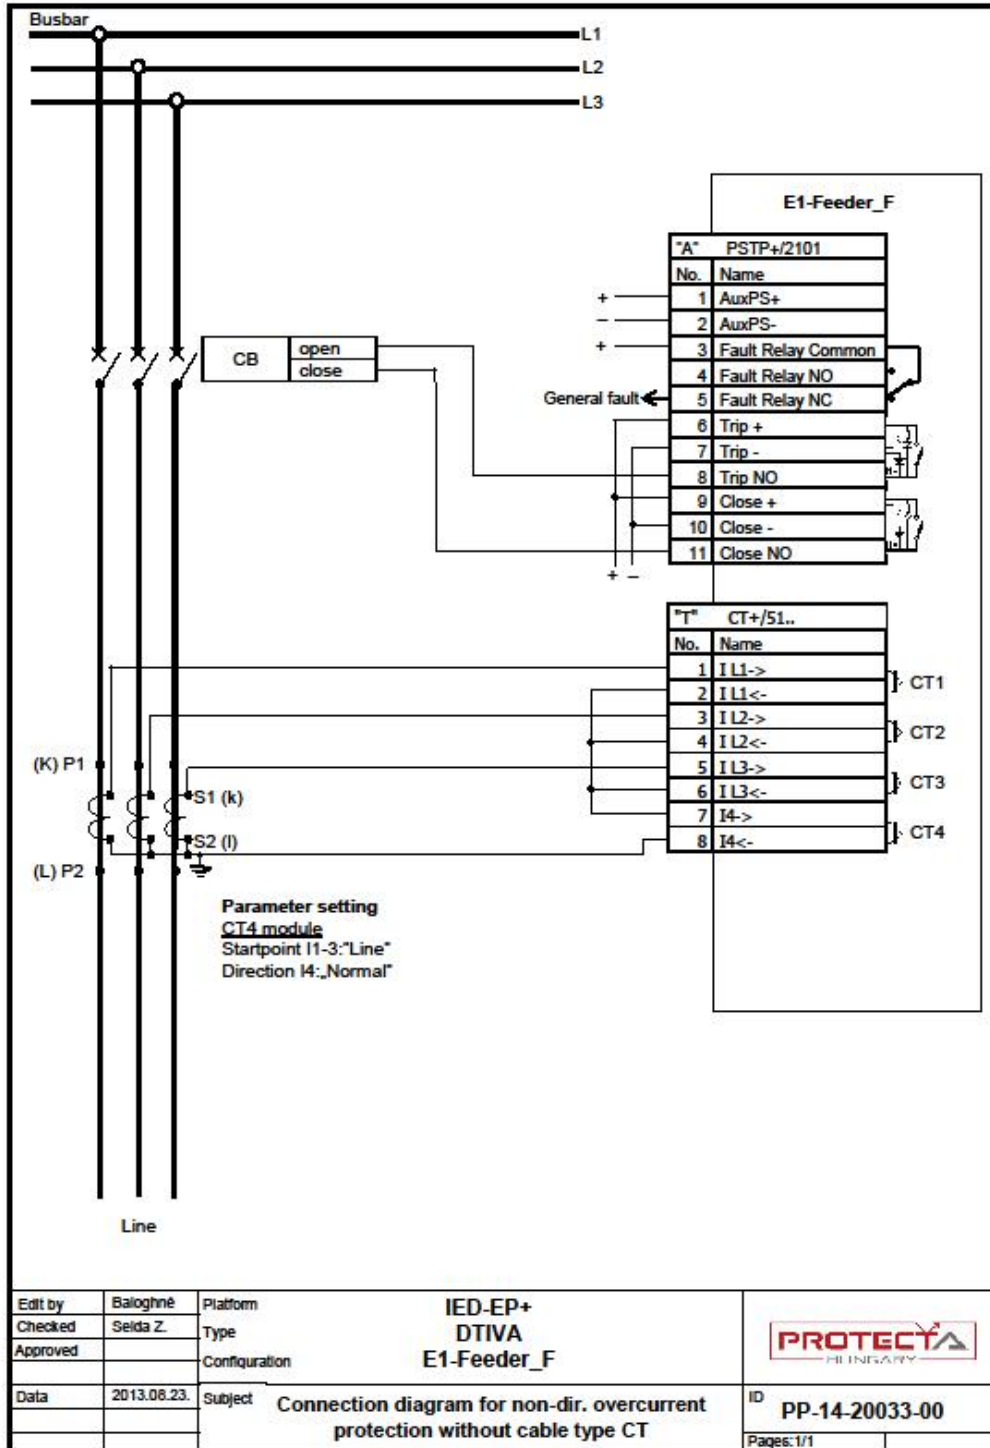 Busbar
L1
L2
L3
E1-Feeder_F
"A" PSTP+/2101
No. Name
+ 1 AuxPS+
– 2 AuxPS-
+ 3 Fault Relay Common
4 Fault Relay NO
General fault 5 Fault Relay NC
6 Trip +
7 Trip -
8 Trip NO
9 Close +
10 Close -
11 Close NO
+ –
CB open
close
"T" CT+/51..
No. Name
1 I L1->
2 I L1<-
CT1
3 I L2->
4 I L2<-
CT2
5 I L3->
6 I L3<-
CT3
7 I4->
8 I4<-
CT4
(K) P1
S1 (k)
S2 (l)
(L) P2
Parameter setting
CT4 module
Startpoint I1-3:"Line"
Direction I4:„Normal"
Line
Edit by Baloghné
Checked Seida Z.
Approved
Data 2013.08.23.
Platform IED-EP+
Type DTIVA
Configuration E1-Feeder_F
Subject Connection diagram for non-dir. overcurrent
protection without cable type CT
PROTECTA
HUNGARY
ID PP-14-20033-00
Pages:1/1